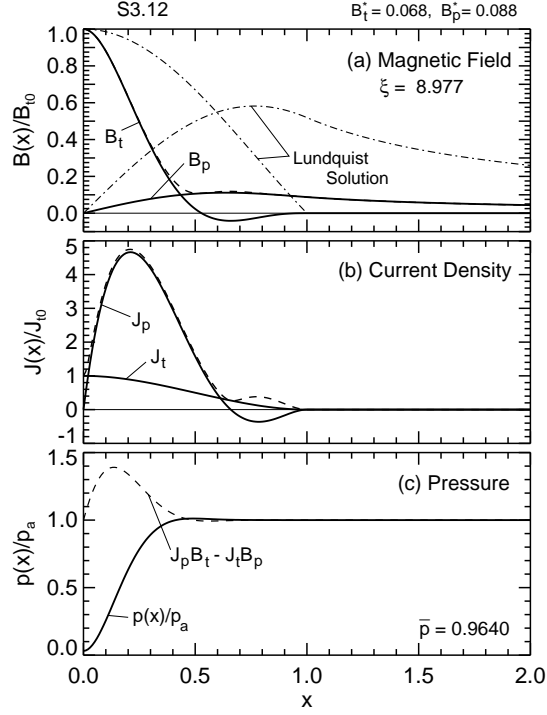 S3.12
B*t = 0.068, B*p = 0.088
(a) Magnetic Field
ξ = 8.977
B(x)/Bt0
1.0
0.8
0.6
0.4
0.2
0.0
Bt
Bp
Lundquist
Solution
(b) Current Density
J(x)/Jt0
5
4
3
2
1
0
-1
Jp
Jt
(c) Pressure
p(x)/pa
1.5
1.0
0.5
0.0
JpBt - JtBp
p(x)/pa
p̅ = 0.9640
0.0 0.5 1.0 1.5 2.0
x